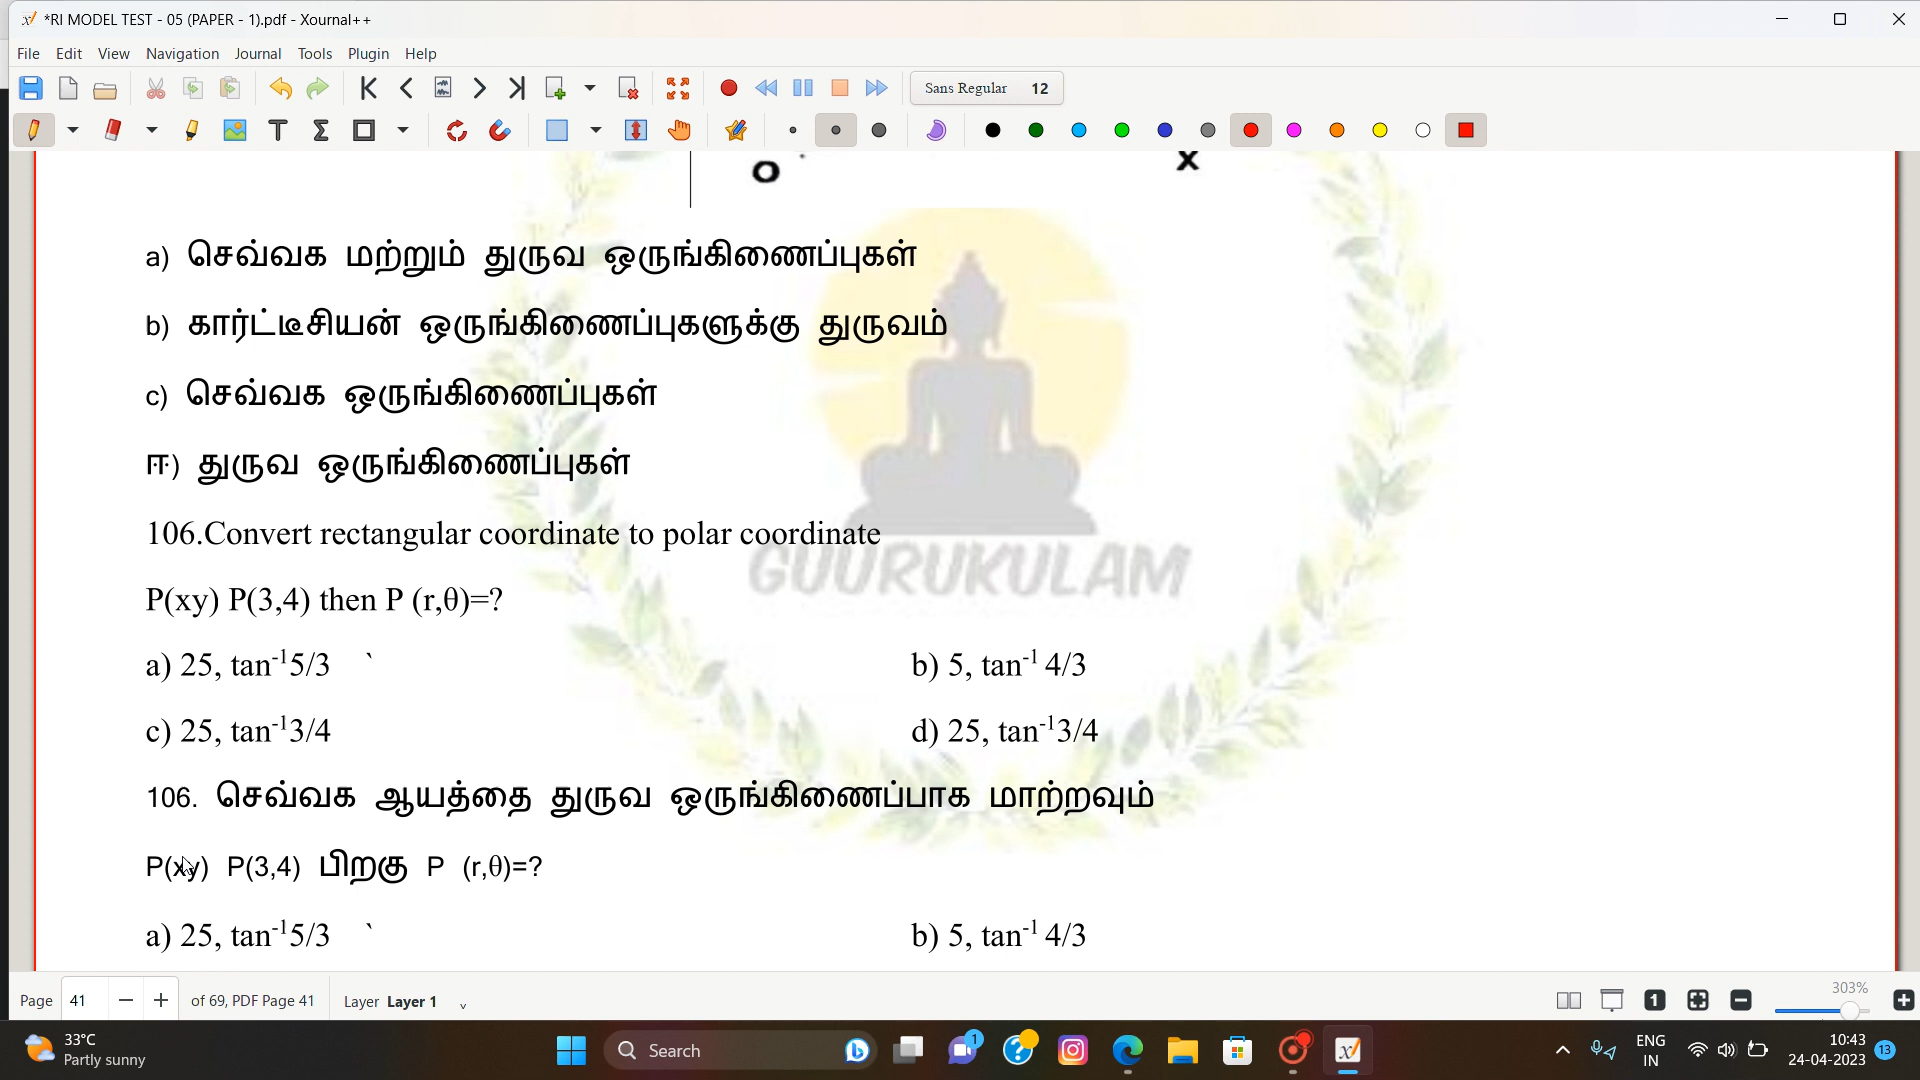 *RI MODEL TEST - 05 (PAPER - 1).pdf - Xournal++
File Edit View Navigation Journal Tools Plugin Help
Sans Regular 12
O X
a) செவ்வக மற்றும் துருவ ஒருங்கிணைப்புகள்
b) கார்ட்டீசியன் ஒருங்கிணைப்புகளுக்கு துருவம்
c) செவ்வக ஒருங்கிணைப்புகள்
ஈ) துருவ ஒருங்கிணைப்புகள்
106.Convert rectangular coordinate to polar coordinate
GUURUKULAM
P(xy) P(3,4) then P (r,θ)=?
a) 25, tan⁻¹5/3 ` b) 5, tan⁻¹ 4/3
c) 25, tan⁻¹3/4 d) 25, tan⁻¹3/4
106. செவ்வக ஆயத்தை துருவ ஒருங்கிணைப்பாக மாற்றவும்
P(xy) P(3,4) பிறகு P (r,θ)=?
a) 25, tan⁻¹5/3 ` b) 5, tan⁻¹ 4/3
Page 41 of 69, PDF Page 41 Layer Layer 1 303%
33°C
Partly sunny
Search
1
ENG
IN
10:43
24-04-2023
13